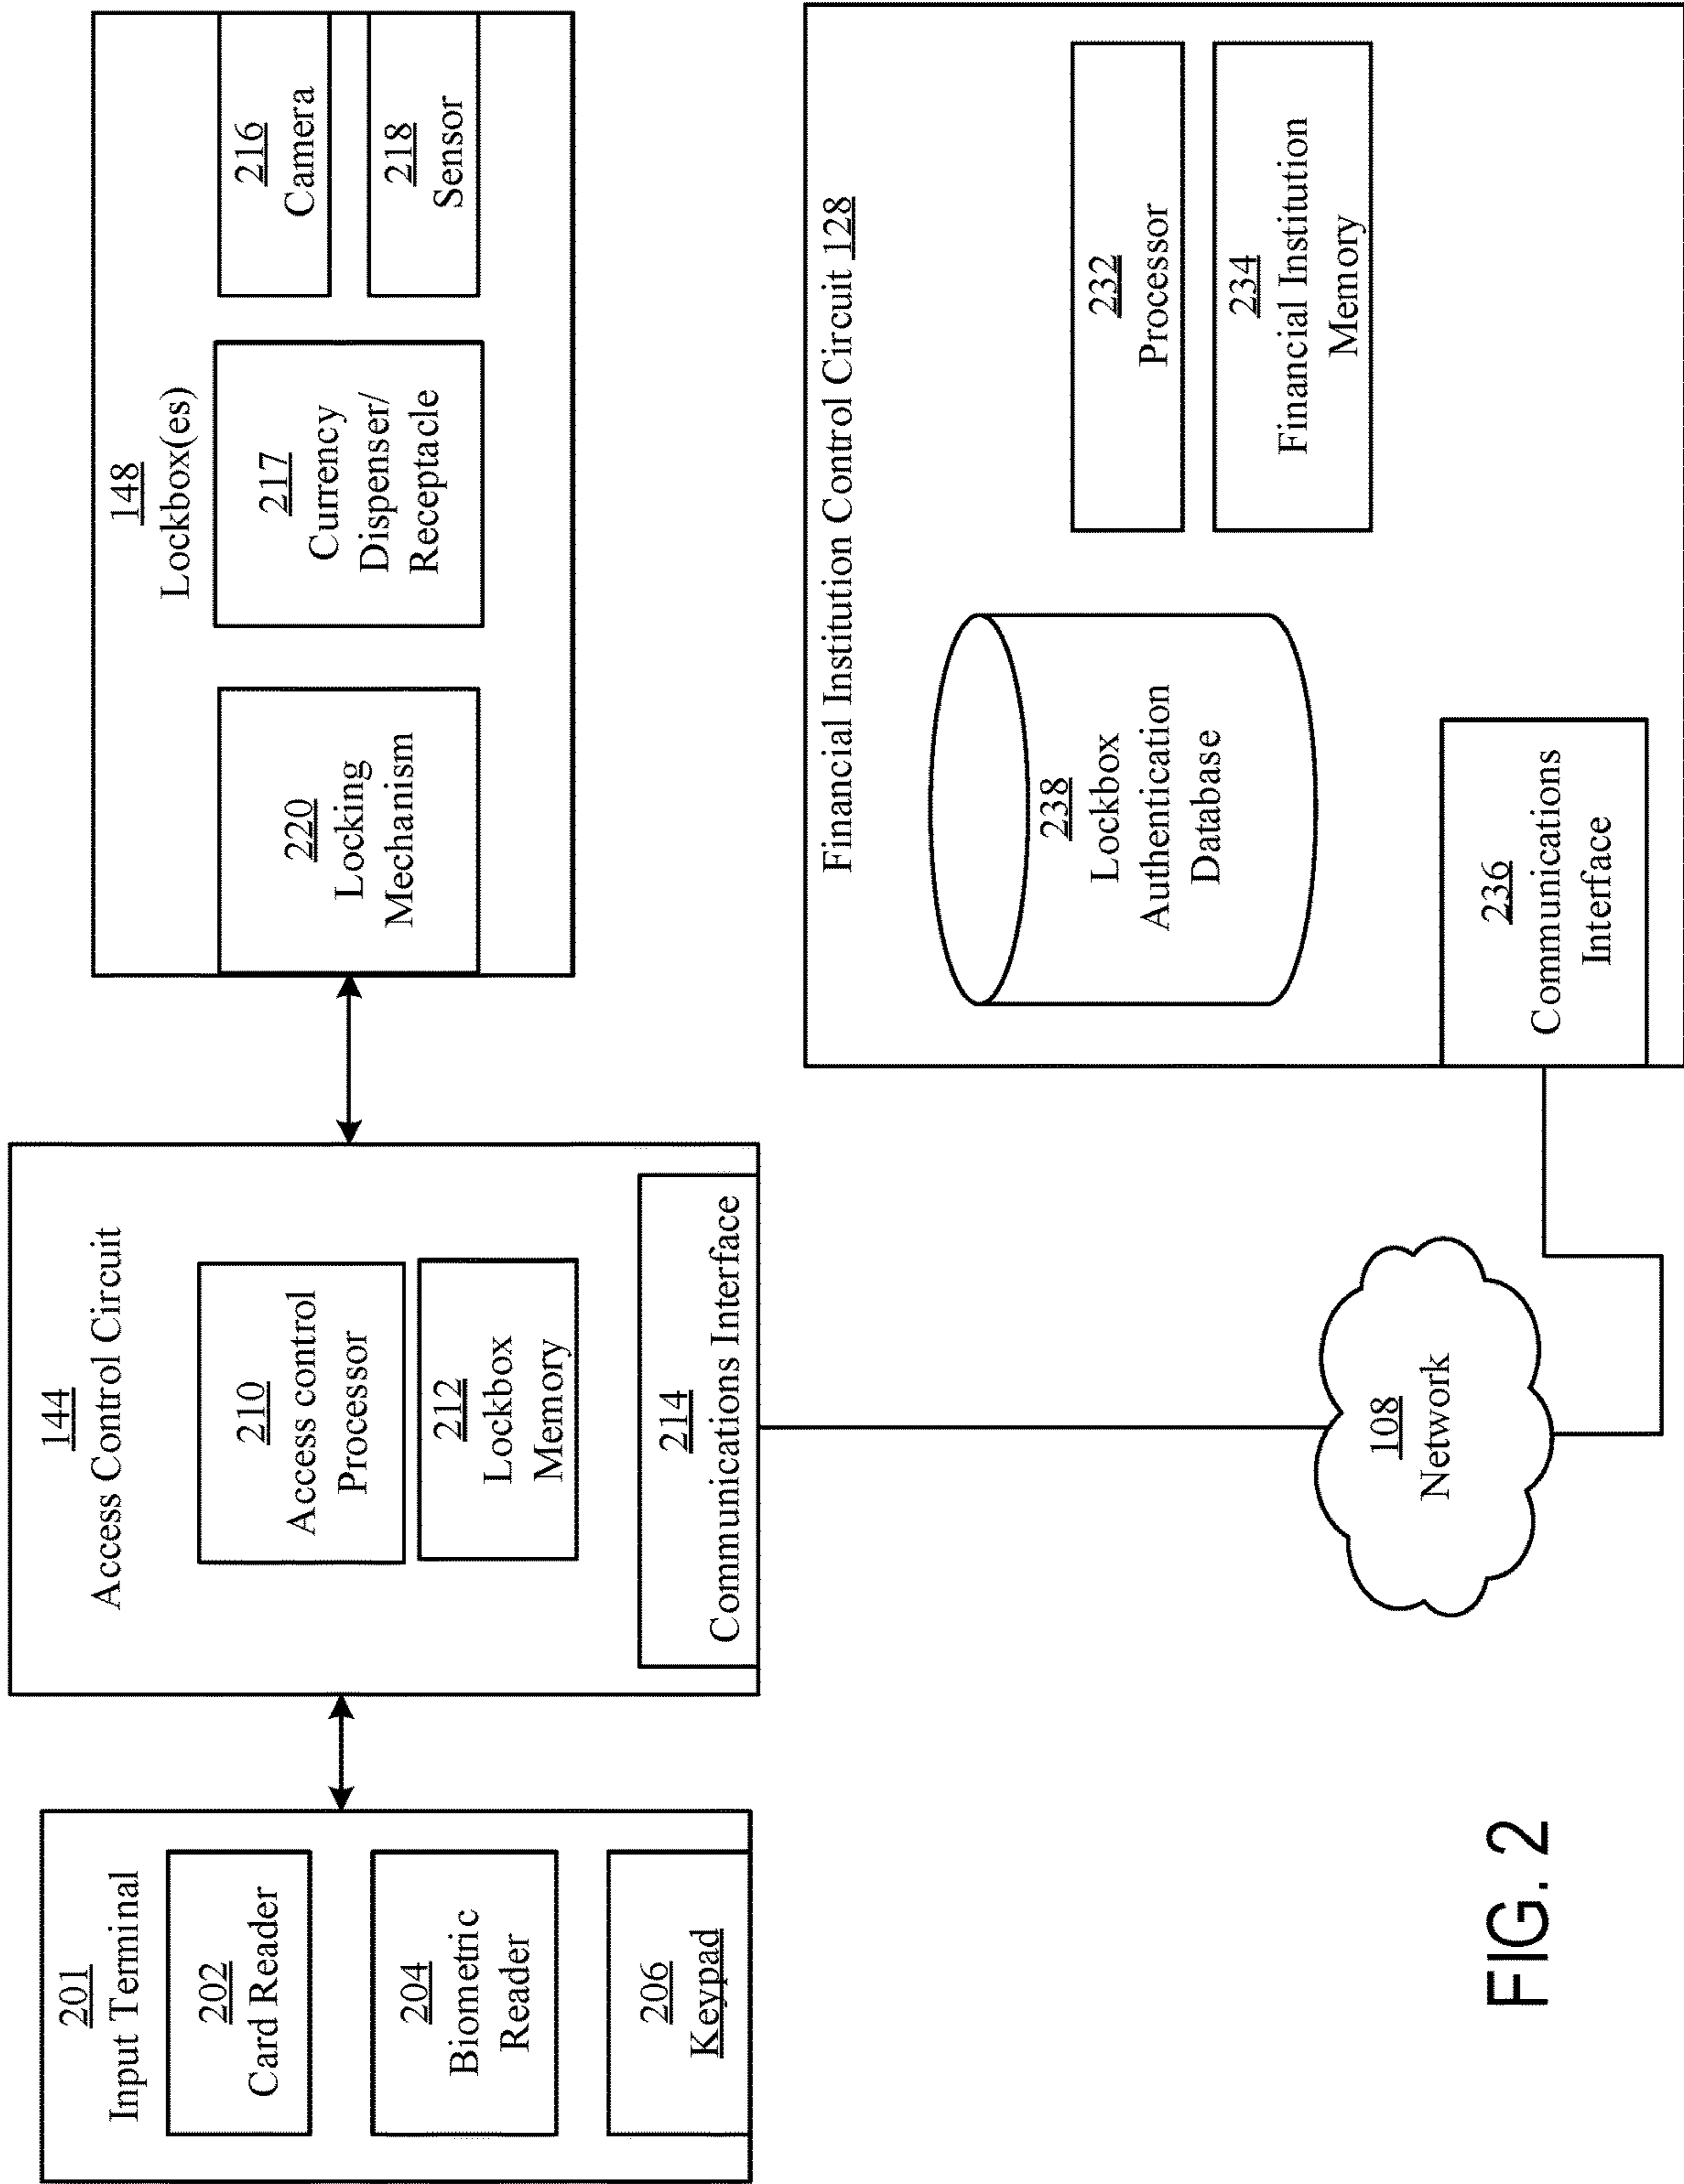 201
Input Terminal
202
Card Reader
204
Biometric
Reader
206
Keypad
144
Access Control Circuit
210
Access control
Processor
212
Lockbox
Memory
214
Communications Interface
148
Lockbox(es)
220
Locking
Mechanism
217
Currency
Dispenser/
Receptacle
216
Camera
218
Sensor
108
Network
Financial Institution Control Circuit 128
238
Lockbox
Authentication
Database
232
Processor
234
Financial Institution
Memory
236
Communications
Interface
FIG. 2